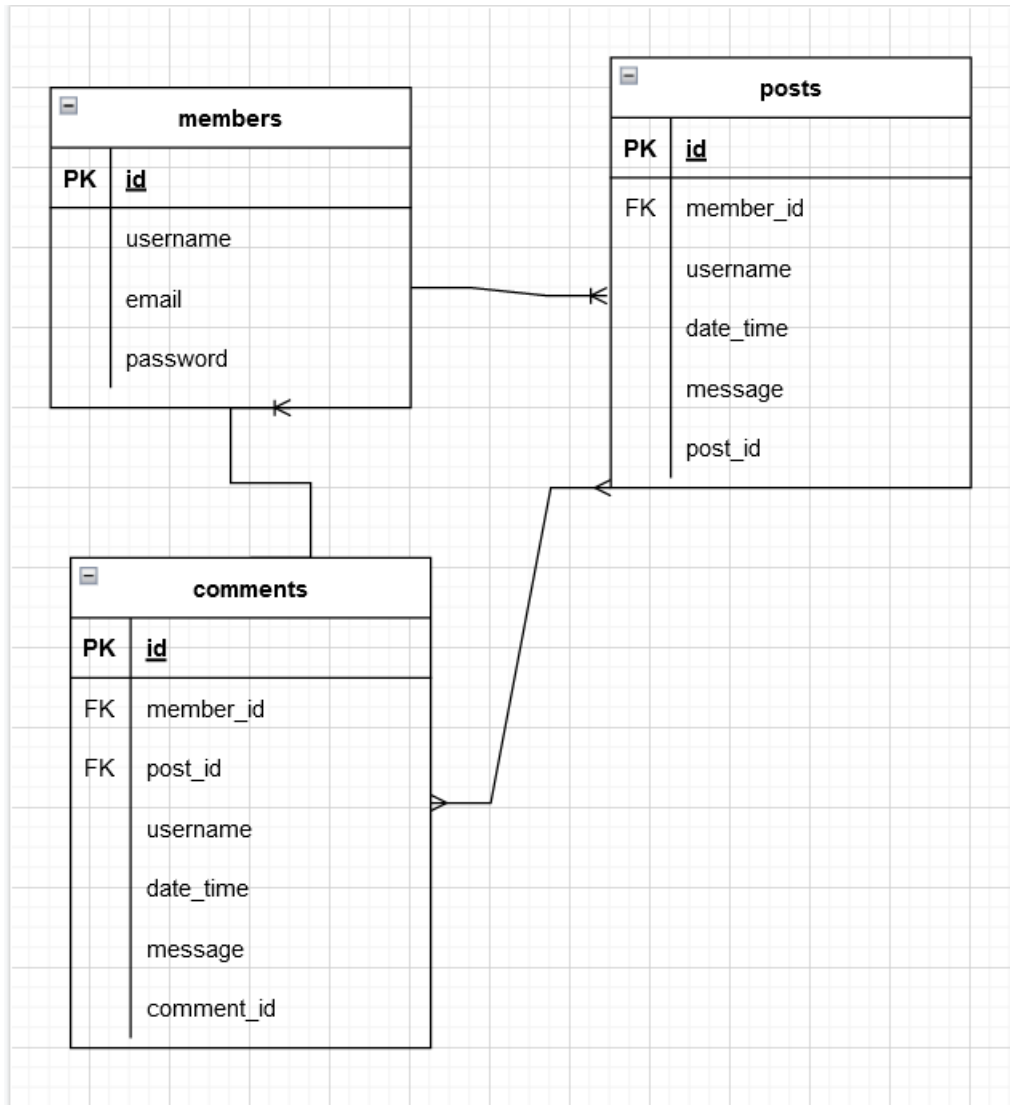 members
PK id
username
email
password
posts
PK id
FK member_id
username
date_time
message
post_id
comments
PK id
FK member_id
FK post_id
username
date_time
message
comment_id